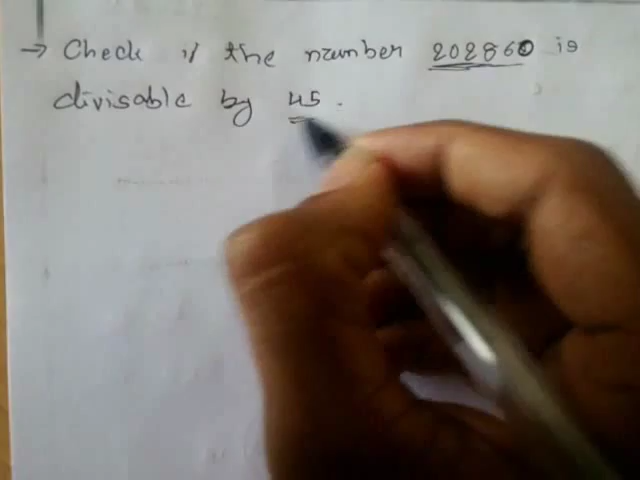 → Check if the number 202860 is
divisable by 45.